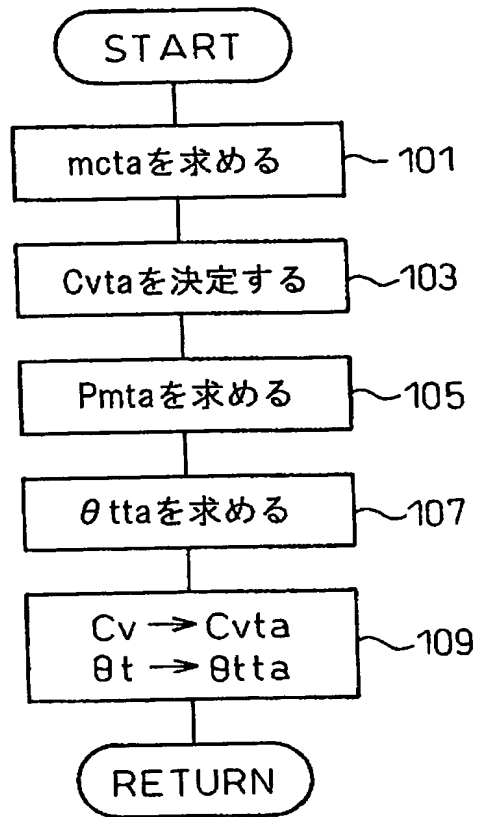 START
mctaを求める
101
Cvtaを決定する
103
Pmtaを求める
105
θttaを求める
107
Cv→Cvta
θt→θtta
109
RETURN